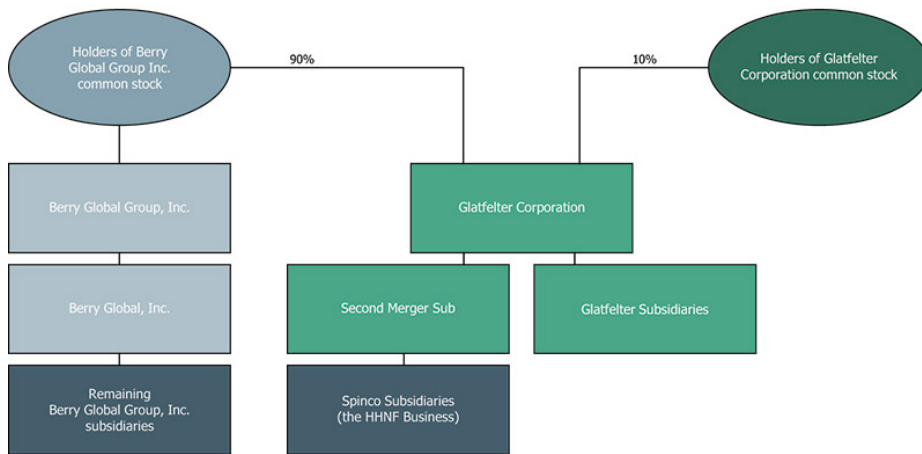 Holders of Berry
Global Group Inc.
common stock
90%
10%
Holders of Glatfelter
Corporation common stock
Berry Global Group, Inc.
Glatfelter Corporation
Berry Global, Inc.
Second Merger Sub
Glatfelter Subsidiaries
Remaining
Berry Global Group, Inc.
subsidiaries
Spinco Subsidiaries
(the HHNF Business)